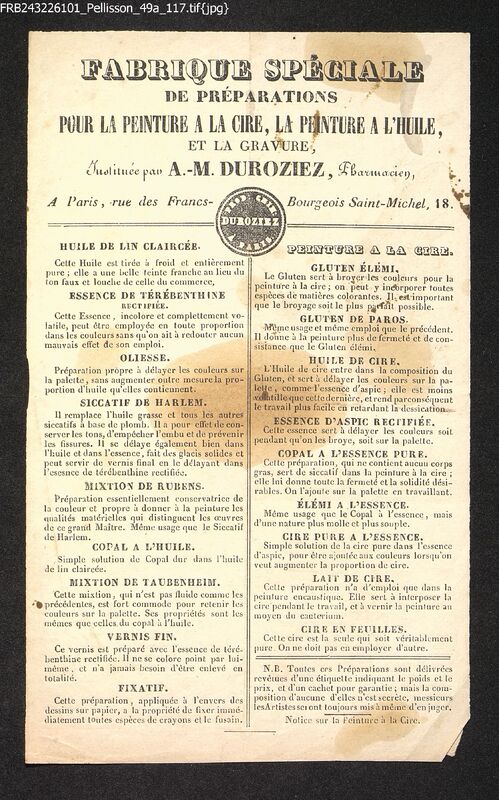 FRB243226101_Pellisson_49a_117.tif{jpg}
FABRIQUE SPÉCIALE
DE PRÉPARATIONS
POUR LA PEINTURE A LA CIRE, LA PEINTURE A L'HUILE,
ET LA GRAVURE,
Instituée par A.-M. DUROZIEZ, Pharmacien,
A Paris, rue des Francs-Bourgeois Saint-Michel, 18.
DUROZIEZ
PARIS
HUILE DE LIN CLAIRCÉE.
Cette Huile est tirée à froid et entièrement
pure ; elle a une belle teinte franche au lieu du
ton faux et louche de celle du commerce,
ESSENCE DE TÉRÉBENTHINE
RECTIFIÉE.
Cette Essence, incolore et complettement vo-
latile, peut être employée en toute proportion
dans les couleurs sans qu'on ait à redouter aucun
mauvais effet de son emploi.
OLIESSE.
Préparation propre à délayer les couleurs sur
la palette, sans augmenter outre mesure la pro-
portion d'huile qu'elles contiennent.
SICCATIF DE HARLEM.
Il remplace l'Huile grasse et tous les autres
siccatifs à base de plomb. Il a pour effet de con-
server les tons, d'empêcher l'embu et de prévenir
les fissures. Il se délaye également bien dans
l'huile et dans l'essence, fait des glacis solides et
peut servir de vernis final en le délayant dans
l'essence de térébenthine rectifiée.
MIXTION DE RUBENS.
Préparation essentiellement conservatrice de
la couleur et propre à donner à la peinture les
qualités matérielles qui distinguent les œuvres
de ce grand Maître. Même usage que le Siccatif
de Harlem.
COPAL A L'HUILE.
Simple solution de Copal dur dans l'huile
de lin claircée.
MIXTION DE TAUBENHEIM.
Cette mixtion, qui n'est pas fluide comme les
précédentes, est fort commode pour retenir les
couleurs sur la palette. Ses propriétés sont les
mêmes que celles du copal à l'huile.
VERNIS FIN.
Ce vernis est préparé avec l'essence de téré-
benthine rectifiée. Il ne se colore point par lui-
même, et n'a jamais besoin d'être enlevé en
totalité.
FIXATIF.
Cette préparation, appliquée à l'envers des
dessins sur papier, a la propriété de fixer immé-
diatement toutes espèces de crayons et le fusain.
PEINTURE A LA CIRE.
GLUTEN ÉLÉMI.
Le Gluten sert à broyer les couleurs pour la
peinture à la cire ; on peut y incorporer toutes
espèces de matières colorantes. Il est important
que le broyage soit le plus parfait possible.
GLUTEN DE PAROS.
Même usage et même emploi que le précédent.
Il donne à la peinture plus de fermeté et de con-
sistance que le Gluten élémi.
HUILE DE CIRE.
L'Huile de cire entre dans la composition du
Gluten, et sert à délayer les couleurs sur la pa-
lette, comme l'essence d'aspic ; elle est moins
volatile que cette dernière, et rend par conséquent
le travail plus facile en retardant la dessication.
ESSENCE D'ASPIC RECTIFIÉE.
Cette essence sert à délayer les couleurs, soit
pendant qu'on les broye, soit sur la palette.
COPAL A L'ESSENCE PURE.
Cette préparation, qui ne contient aucun corps
gras, sert de siccatif dans la peinture à la cire ;
elle lui donne toute la fermeté et la solidité dési-
rables. On l'ajoute sur la palette en travaillant.
ÉLÉMI A L'ESSENCE.
Même usage que le Copal à l'essence, mais
d'une nature plus molle et plus souple.
CIRE PURE A L'ESSENCE.
Simple solution de la cire pure dans l'essence
d'aspic, pour être ajoutée aux couleurs lorsqu'on
veut augmenter la proportion de cire.
LAIT DE CIRE.
Cette préparation n'a d'emploi que dans la
peinture encaustique. Elle sert à interposer la
cire pendant le travail, et à vernir la peinture au
moyen du cauterium.
CIRE EN FEUILLES.
Cette cire est la seule qui soit véritablement
pure. On ne doit pas en employer d'autre.
N.B. Toutes ces Préparations sont délivrées
revêtues d'une étiquette indiquant le poids et le
prix, et d'un cachet pour garantie ; mais la com-
position d'aucune d'elles n'est secrète, messieurs
les Artistes seront toujours mis à même d'en juger.
Notice sur la Peinture à la Cire.